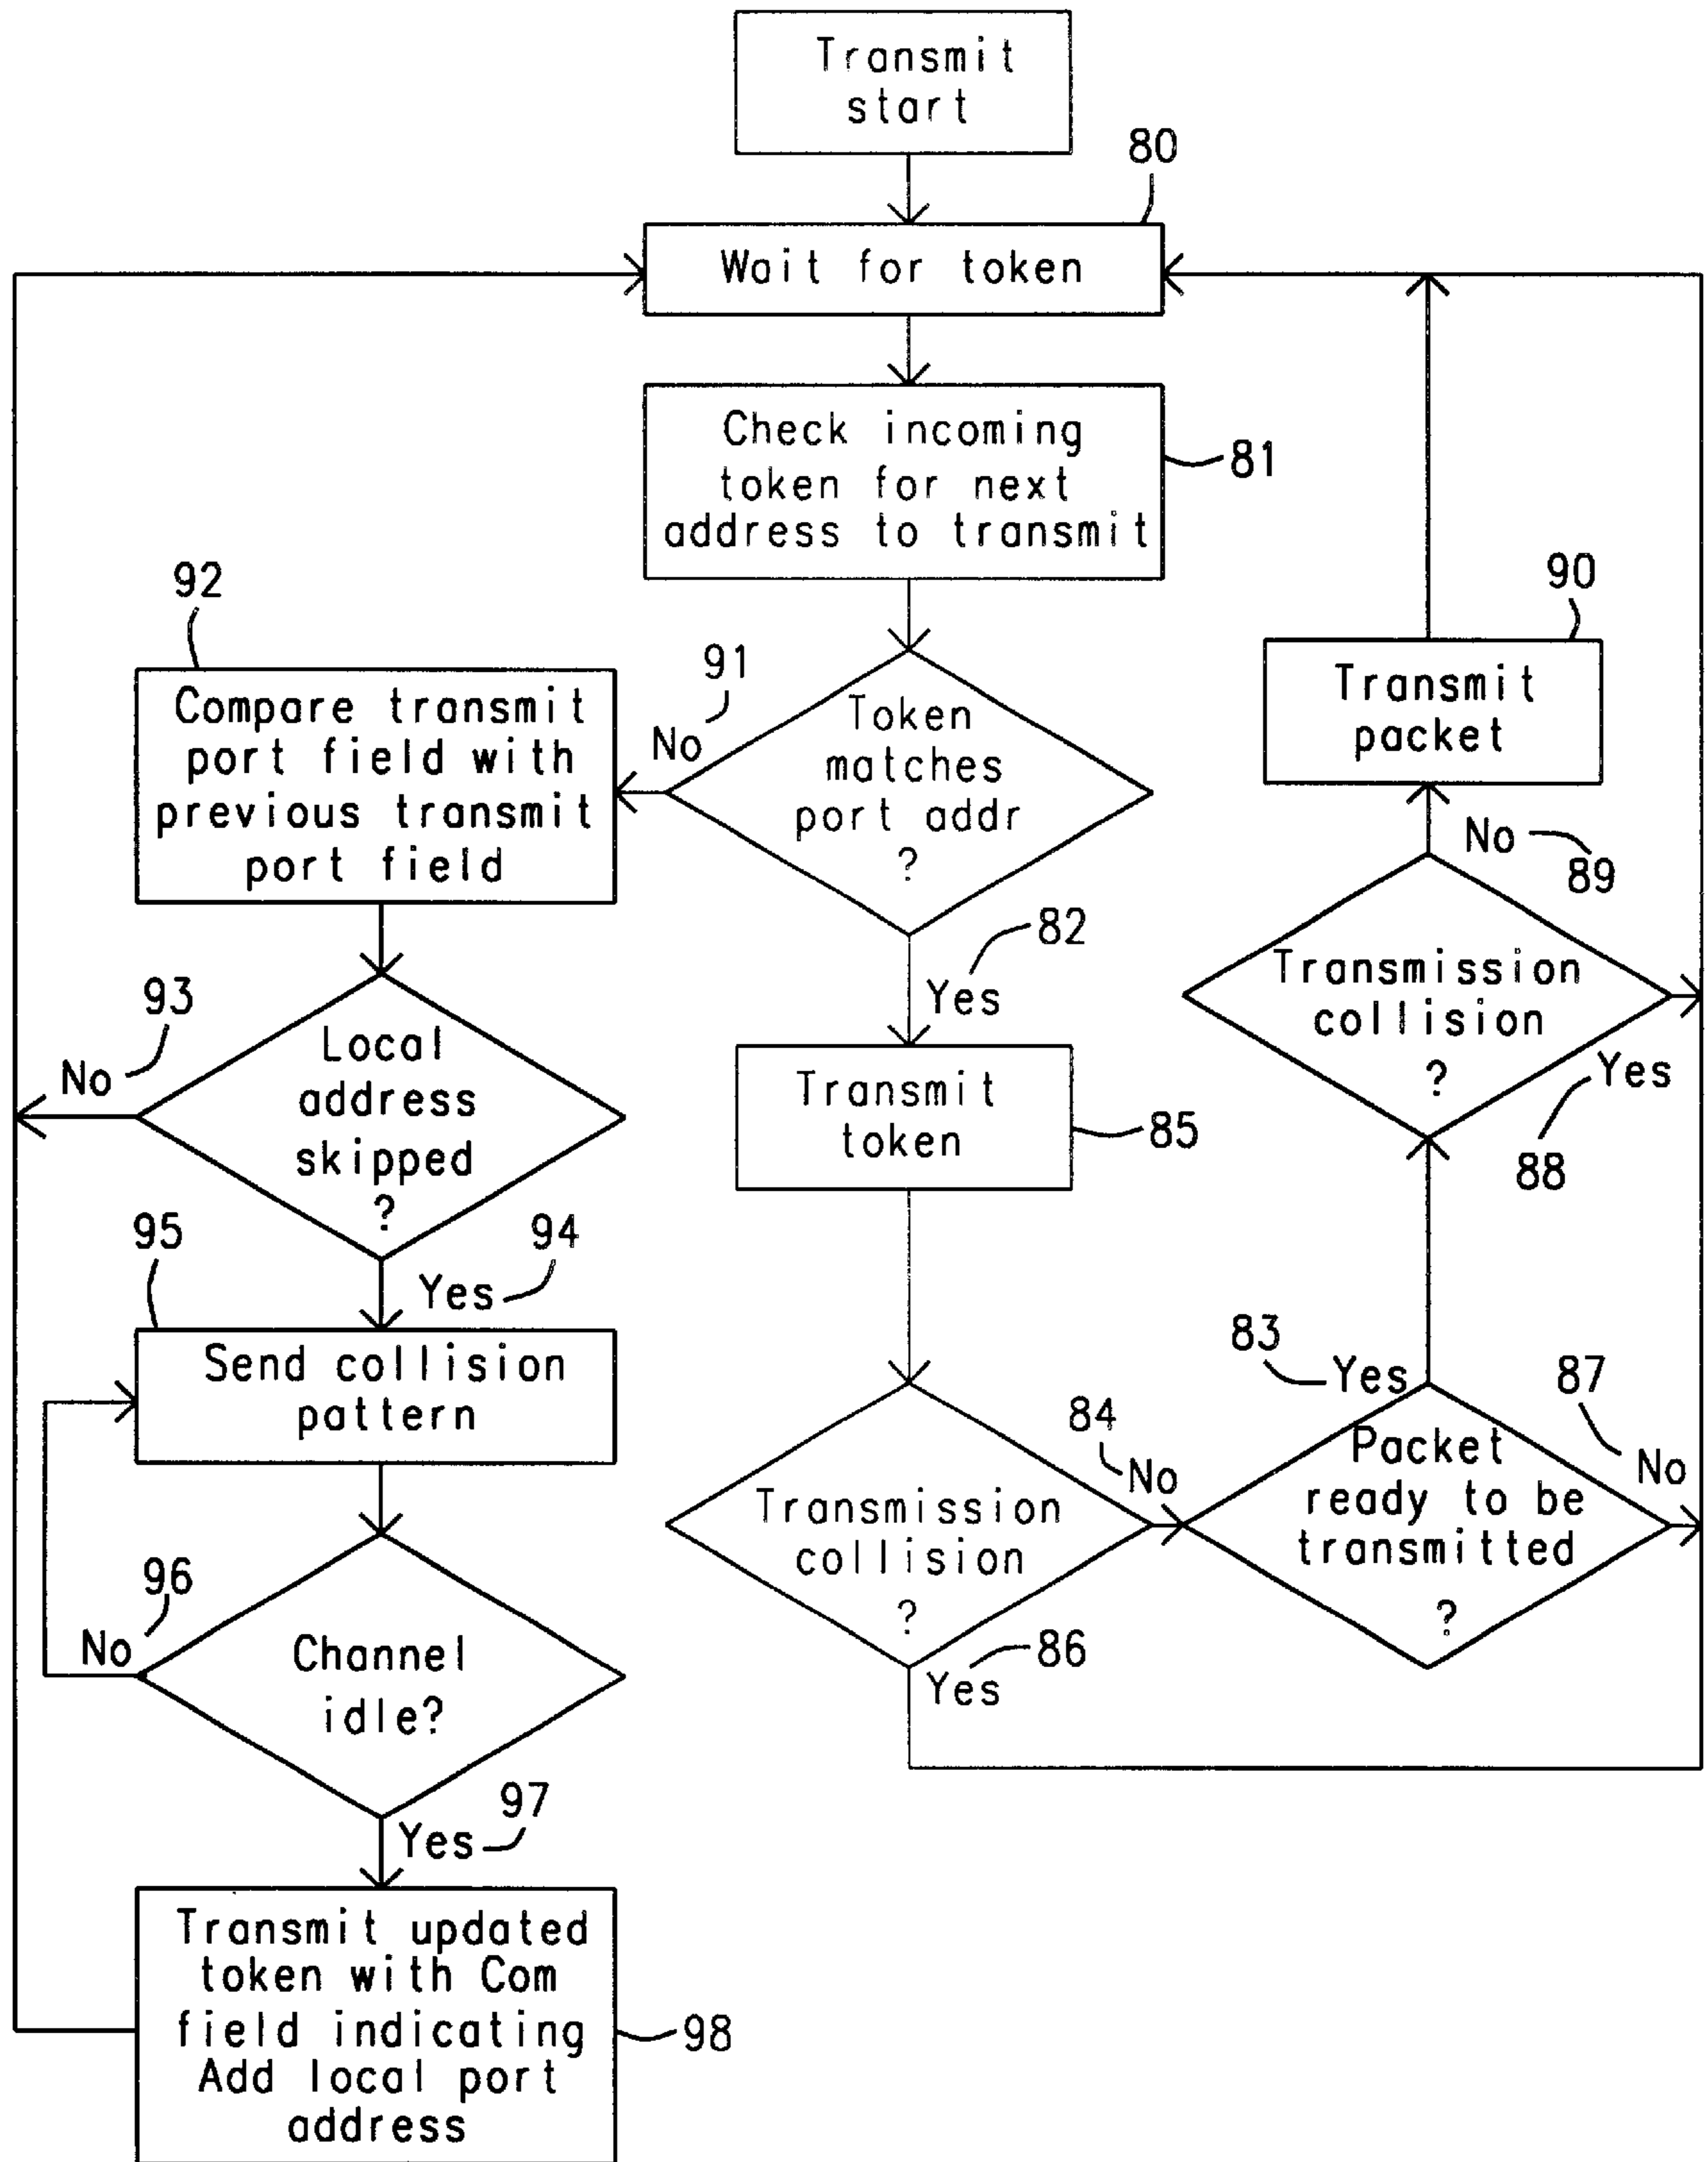 Transmit
start
80
Wait for token
Check incoming
token for next
address to transmit
81
92
Compare transmit
port field with
previous transmit
port field
91
No
Token
matches
port addr
?
90
Transmit
packet
No
89
82
Yes
Transmission
collision
?
Yes
88
93
No
Local
address
skipped
?
Transmit
token
85
94
Yes
95
Send collision
pattern
83
Yes
87
No
84
No
Packet
ready to be
transmitted
?
Transmission
collision
?
86
Yes
96
No
Channel
idle?
97
Yes
Transmit updated
token with Com
field indicating
Add local port
address
98